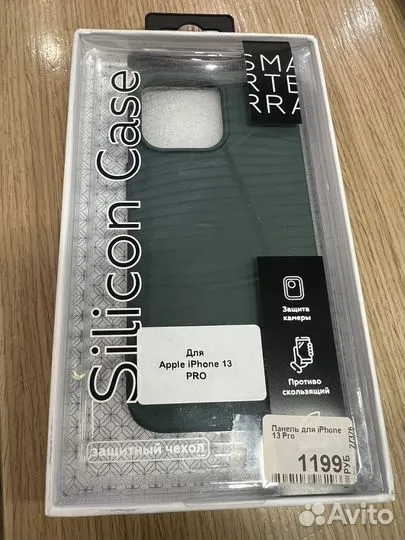 SMA
RTE
RRA
Silicon Case
защитный чехол
Защита
камеры
Противо
скользящий
Для
Apple iPhone 13
PRO
Панель для iPhone
13 Pro
1199
РУБ
Avito